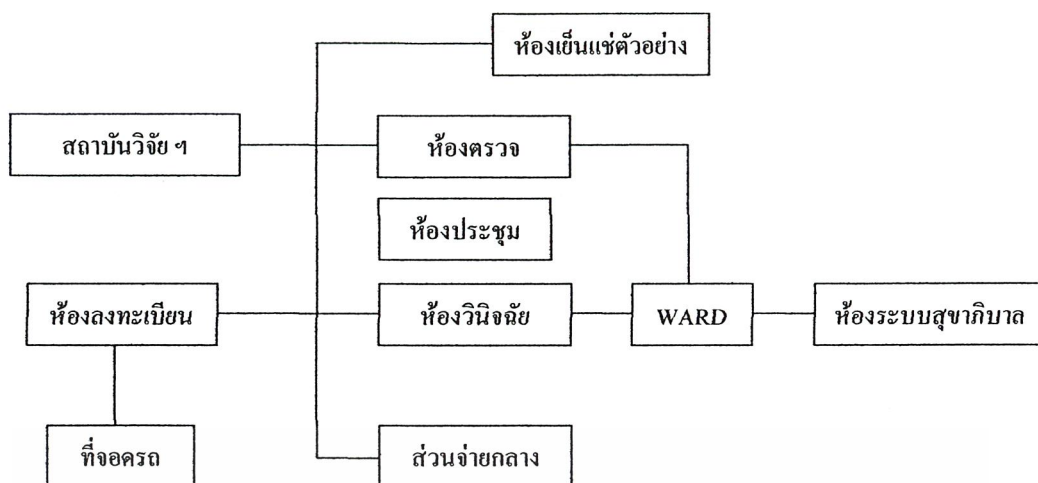 ห้องเย็นแช่ตัวอย่าง
สถาบันวิจัย ฯ
ห้องตรวจ
ห้องประชุม
ห้องลงทะเบียน
ห้องวินิจฉัย
WARD
ห้องระบบสุขาภิบาล
ที่จอดรถ
ส่วนจ่ายกลาง